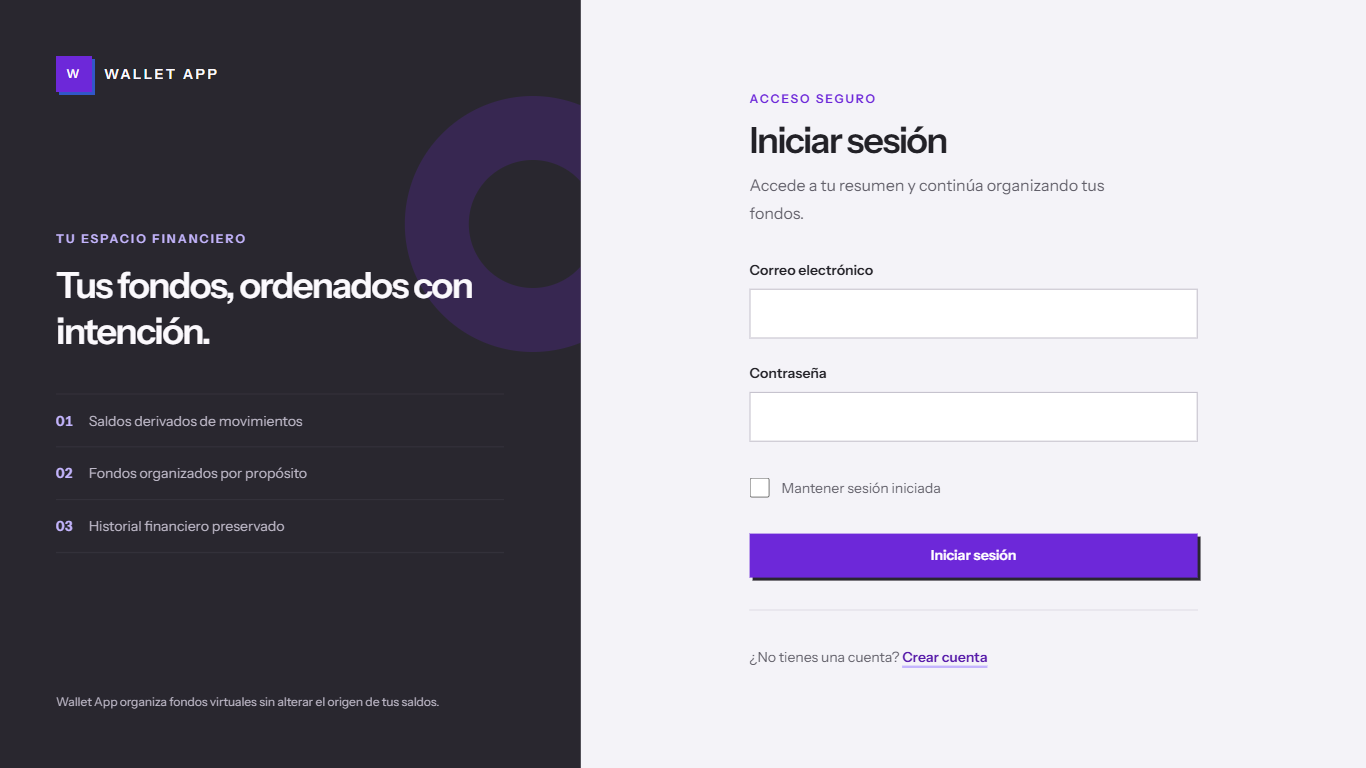 W
WALLET APP
TU ESPACIO FINANCIERO
Tus fondos, ordenados con
intención.
01 Saldos derivados de movimientos
02 Fondos organizados por propósito
03 Historial financiero preservado
Wallet App organiza fondos virtuales sin alterar el origen de tus saldos.
ACCESO SEGURO
Iniciar sesión
Accede a tu resumen y continúa organizando tus
fondos.
Correo electrónico
Contraseña
Mantener sesión iniciada
Iniciar sesión
¿No tienes una cuenta? Crear cuenta